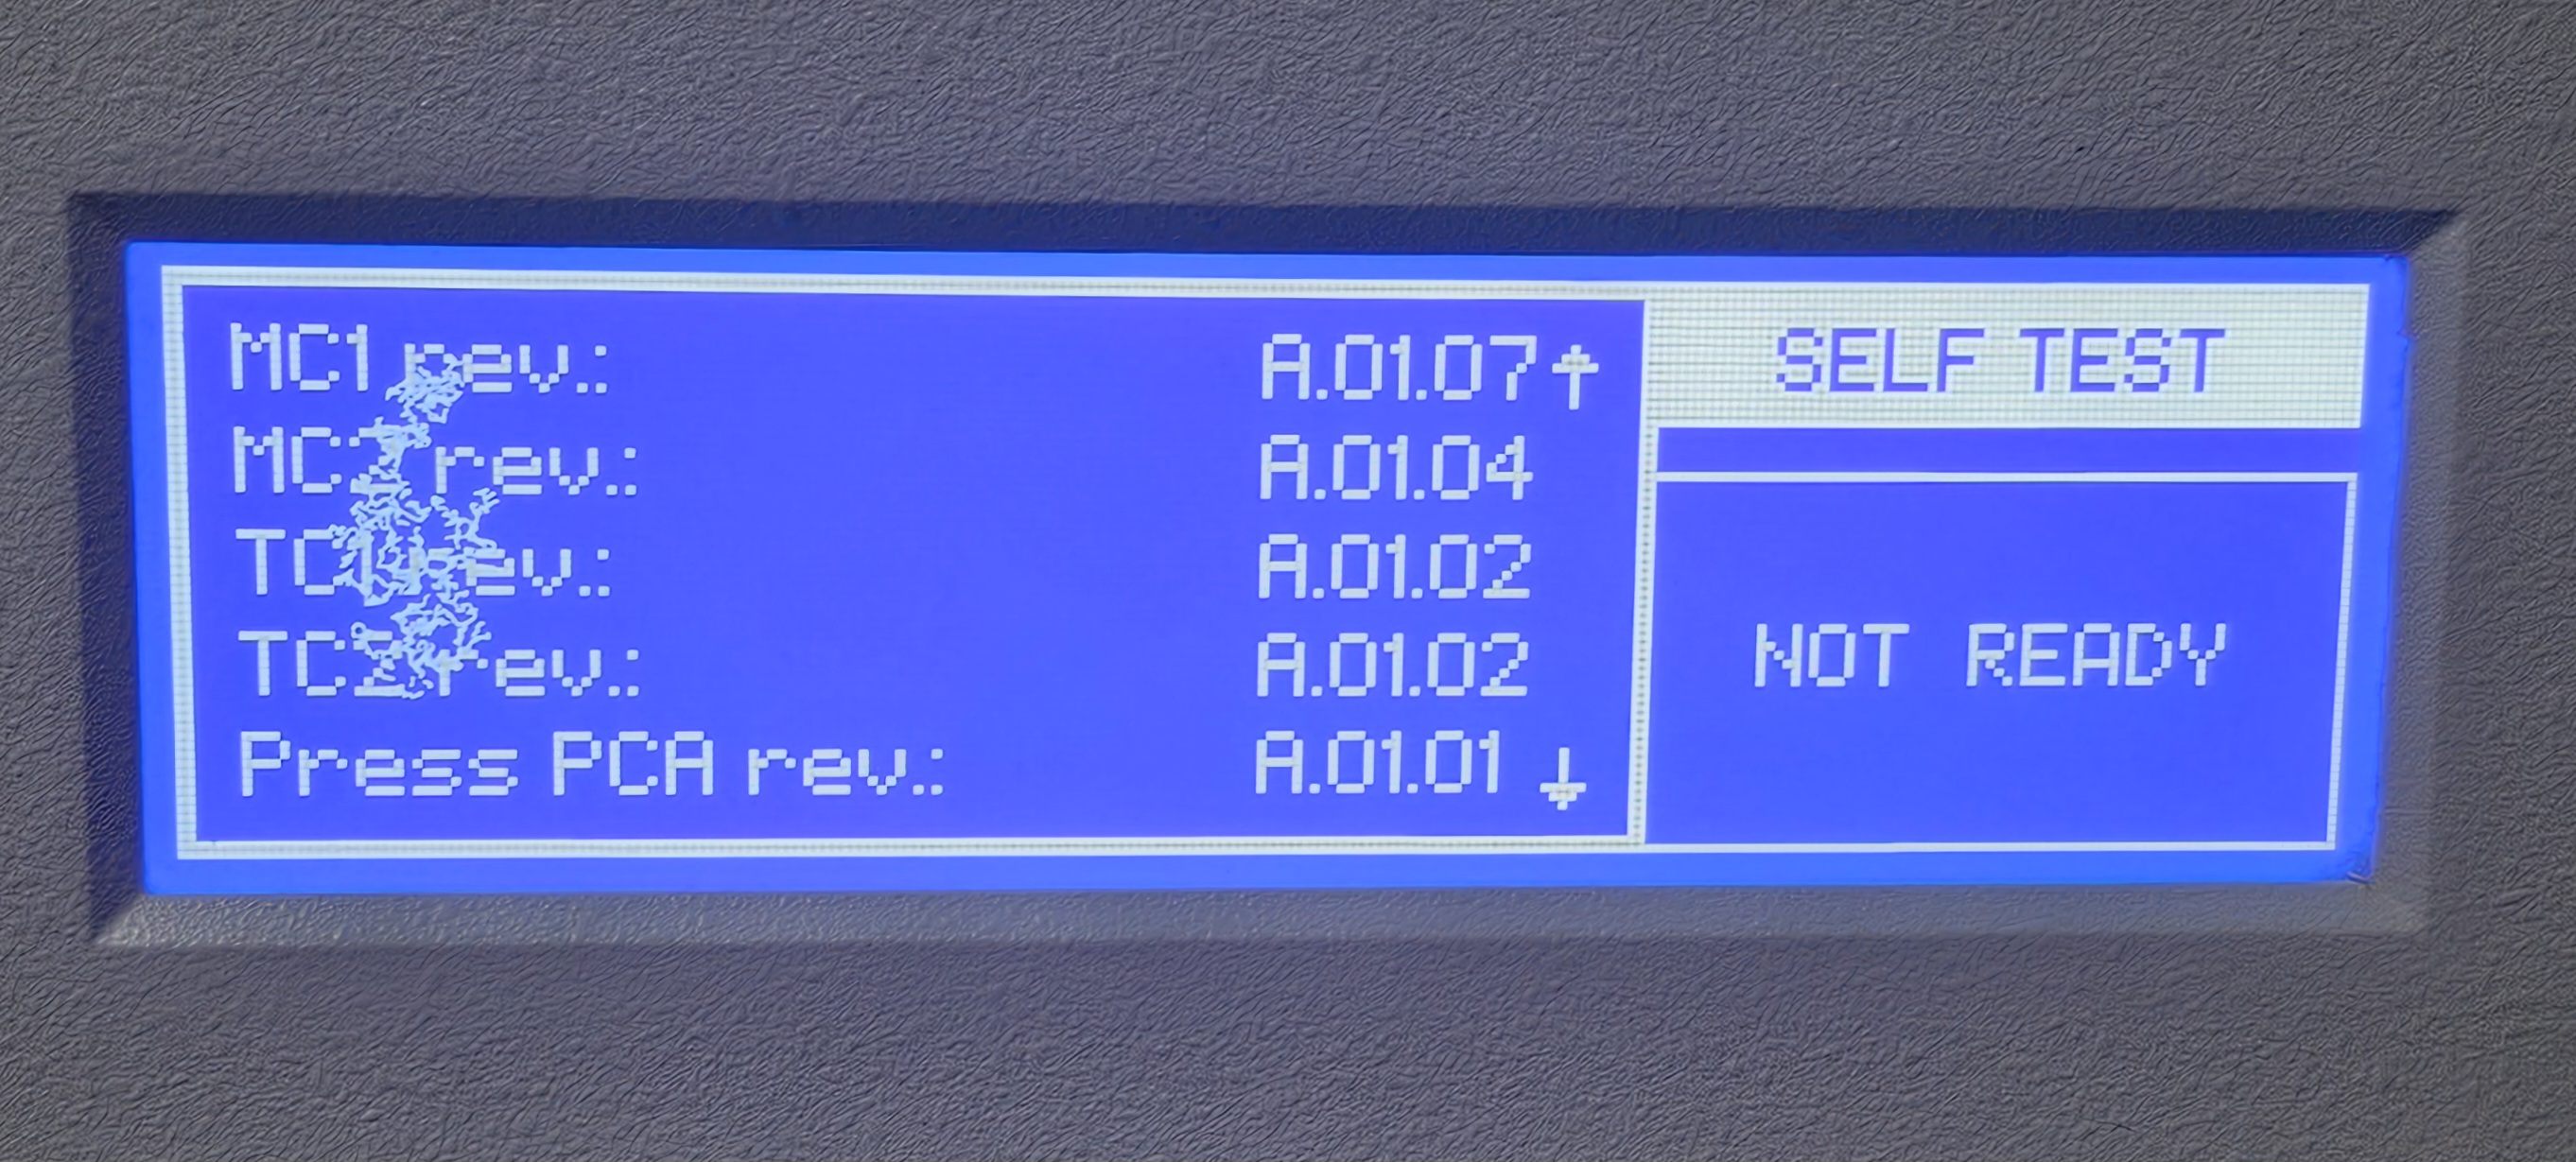 MC1 rev.: A.01.07↑
MC2 rev.: A.01.04
TC1 rev.: A.01.02
TC2 rev.: A.01.02
Press PCA rev.: A.01.01 ↓
SELF TEST
NOT READY